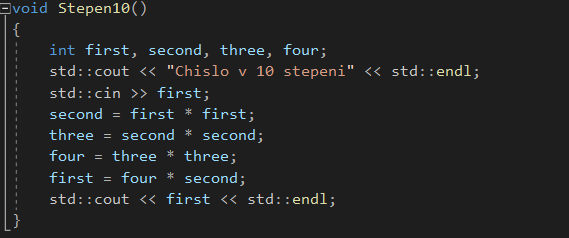 void Stepen10()
{
int first, second, three, four;
std::cout << "Chislo v 10 stepeni" << std::endl;
std::cin >> first;
second = first * first;
three = second * second;
four = three * three;
first = four * second;
std::cout << first << std::endl;
}